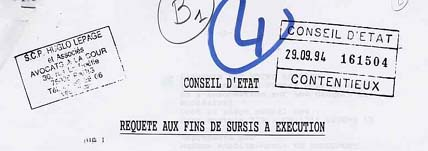 B1
4
S.C.P. HUGLO LEPAGE
et Associés
AVOCATS A LA COUR
CONSEIL D'ETAT
29.09.94 161504
CONTENTIEUX
CONSEIL D'ETAT
REQUETE AUX FINS DE SURSIS A EXECUTION